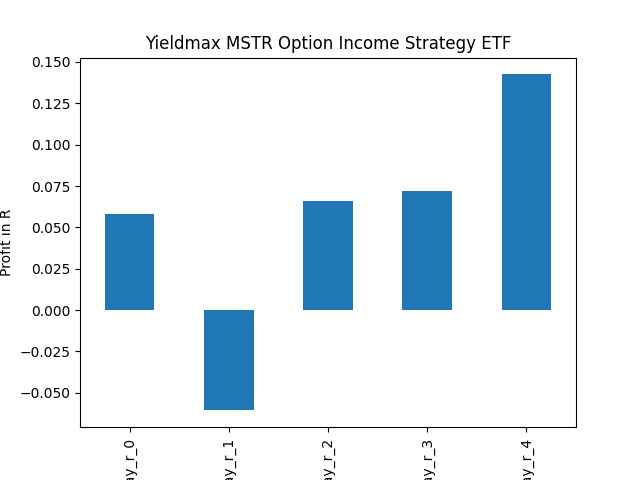 Yieldmax MSTR Option Income Strategy ETF
0.150
0.125
0.100
0.075
0.050
0.025
0.000
−0.025
−0.050
Profit in R
ay_r_0
ay_r_1
ay_r_2
ay_r_3
ay_r_4